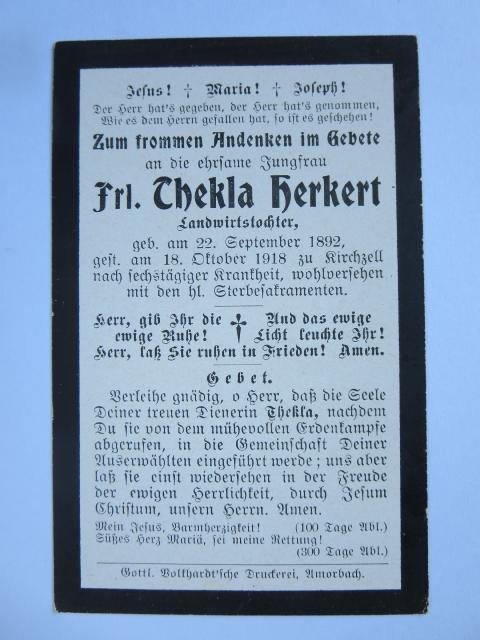 Jesus! † Maria! † Joseph!
Der Herr hat's gegeben, der Herr hat's genommen,
Wie es dem Herrn gefallen hat, so ist es geschehen!
Zum frommen Andenken im Gebete
an die ehrsame Jungfrau
Frl. Thekla Herkert
Landwirtstochter,
geb. am 22. September 1892,
gest. am 18. Oktober 1918 zu Kirchzell
nach sechstägiger Krankheit, wohlversehen
mit den hl. Sterbesakramenten.
Herr, gib Ihr die † Und das ewige
ewige Ruhe! Licht leuchte Ihr!
Herr, laß Sie ruhen in Frieden! Amen.
Gebet.
Verleihe gnädig, o Herr, daß die Seele
Deiner treuen Dienerin Thekla, nachdem
Du sie von dem mühevollen Erdenkampfe
abgerufen, in die Gemeinschaft Deiner
Auserwählten eingeführt werde; uns aber
laß sie einst wiedersehen in der Freude
der ewigen Herrlichkeit, durch Jesum
Christum, unsern Herrn. Amen.
Mein Jesus, Barmherzigkeit! (100 Tage Abl.)
Süßes Herz Mariä, sei meine Rettung!
(300 Tage Abl.)
Gottl. Volkhardt'sche Druckerei, Amorbach.